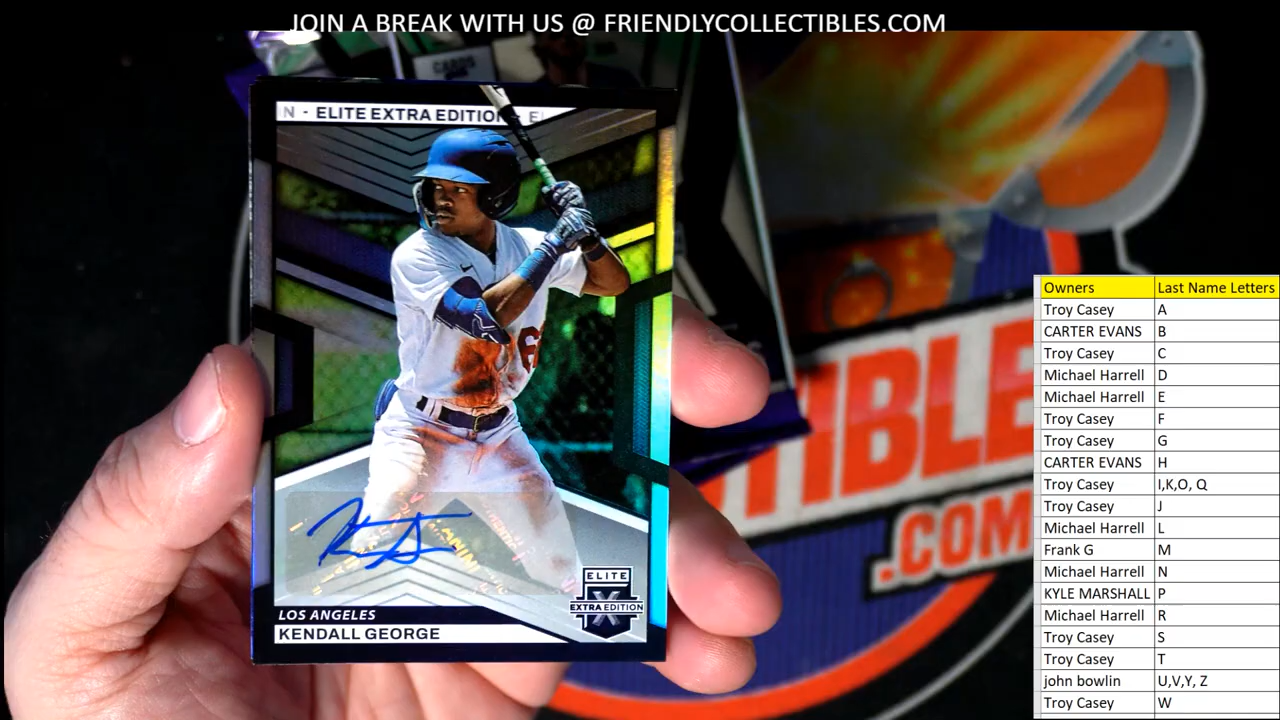 JOIN A BREAK WITH US @ FRIENDLYCOLLECTIBLES.COM
CARDS
N - ELITE EXTRA EDITION - E
6
LOS ANGELES
KENDALL GEORGE
ELITE
X
EXTRA EDITION
TIBLE
.COM
Owners Last Name Letters
Troy Casey A
CARTER EVANS B
Troy Casey C
Michael Harrell D
Michael Harrell E
Troy Casey F
Troy Casey G
CARTER EVANS H
Troy Casey I,K,O, Q
Troy Casey J
Michael Harrell L
Frank G M
Michael Harrell N
KYLE MARSHALL P
Michael Harrell R
Troy Casey S
Troy Casey T
john bowlin U,V,Y, Z
Troy Casey W